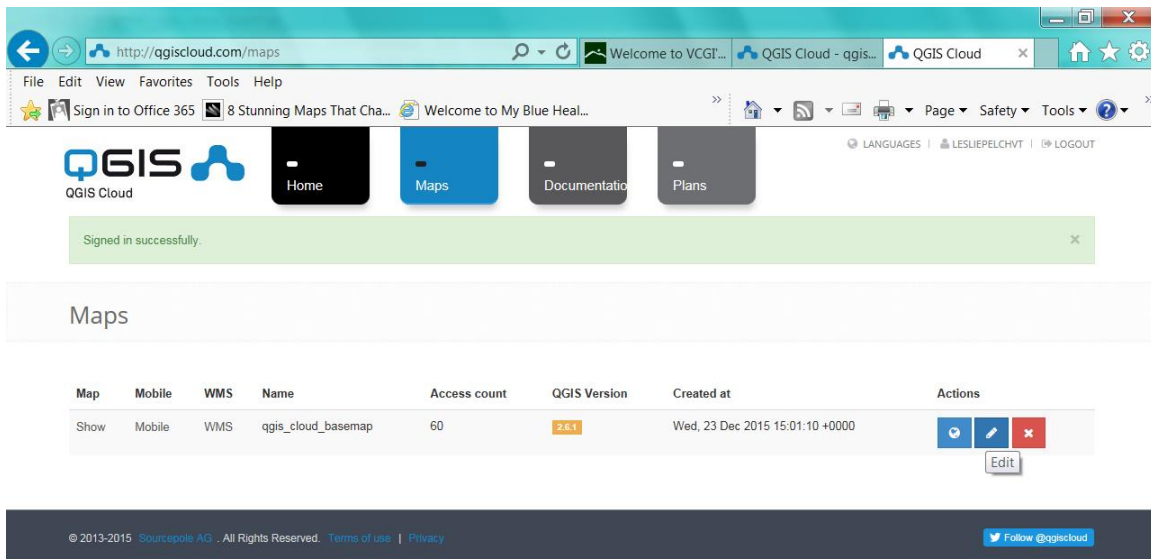 http://qgiscloud.com/maps
Welcome to VCGI'...
QGIS Cloud - qgis...
QGIS Cloud
File Edit View Favorites Tools Help
Sign in to Office 365
8 Stunning Maps That Cha...
Welcome to My Blue Heal...
Page
Safety
Tools
LANGUAGES | LESLIEPELCHVT | LOGOUT
QGIS
QGIS Cloud
Home
Maps
Documentatio
Plans
Signed in successfully.
Maps
Map Mobile WMS Name Access count QGIS Version Created at Actions
Show Mobile WMS qgis_cloud_basemap 60 2.6.1 Wed, 23 Dec 2015 15:01:10 +0000
Edit
© 2013-2015 Sourcepole AG . All Rights Reserved. Terms of use | Privacy
Follow @qgiscloud